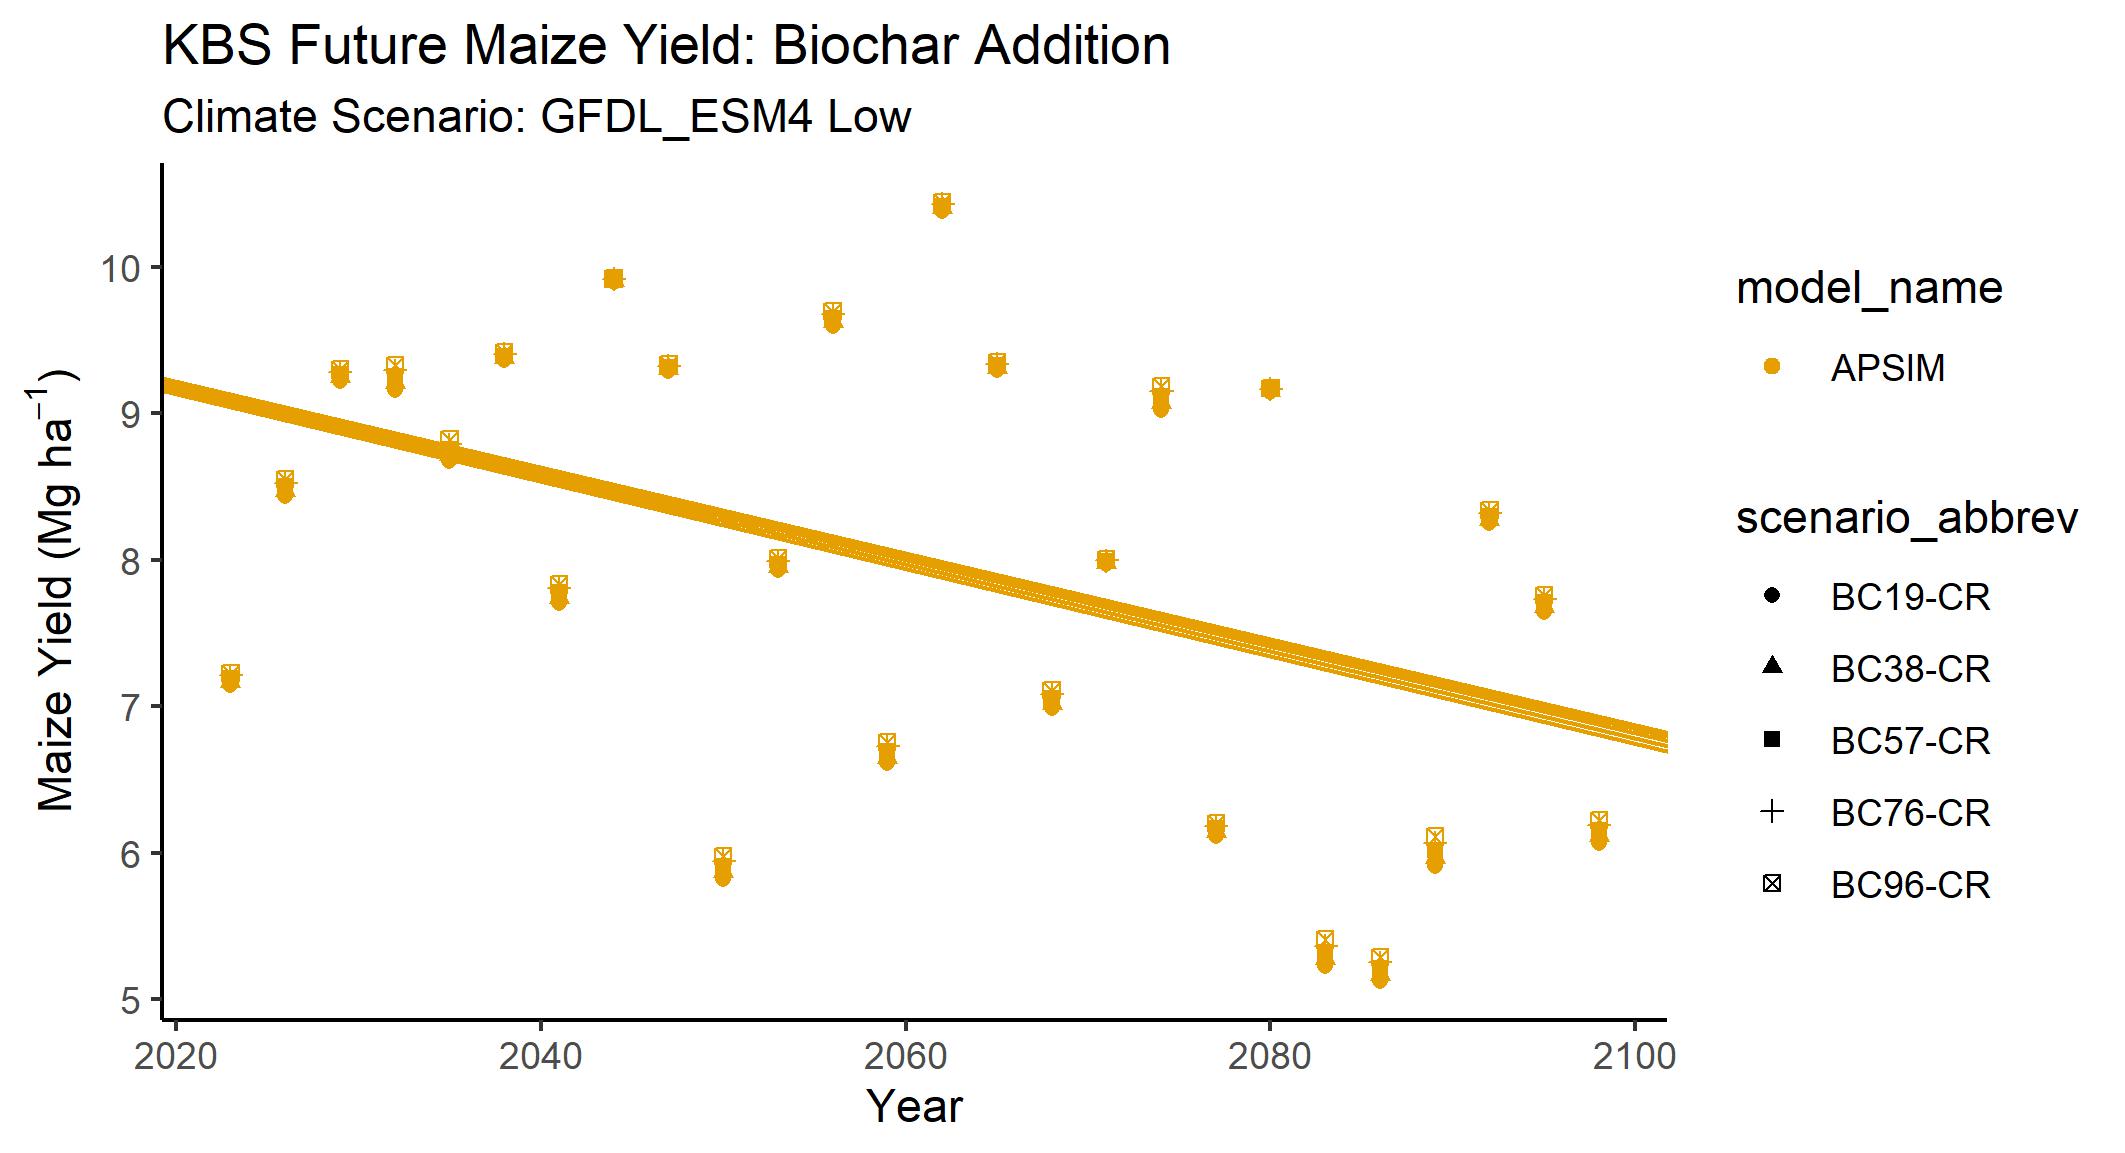 KBS Future Maize Yield: Biochar Addition
Climate Scenario: GFDL_ESM4 Low
Maize Yield (Mg ha⁻¹)
10
9
8
7
6
5
2020 2040 2060 2080 2100
Year
model_name
APSIM
scenario_abbrev
BC19-CR
BC38-CR
BC57-CR
BC76-CR
BC96-CR